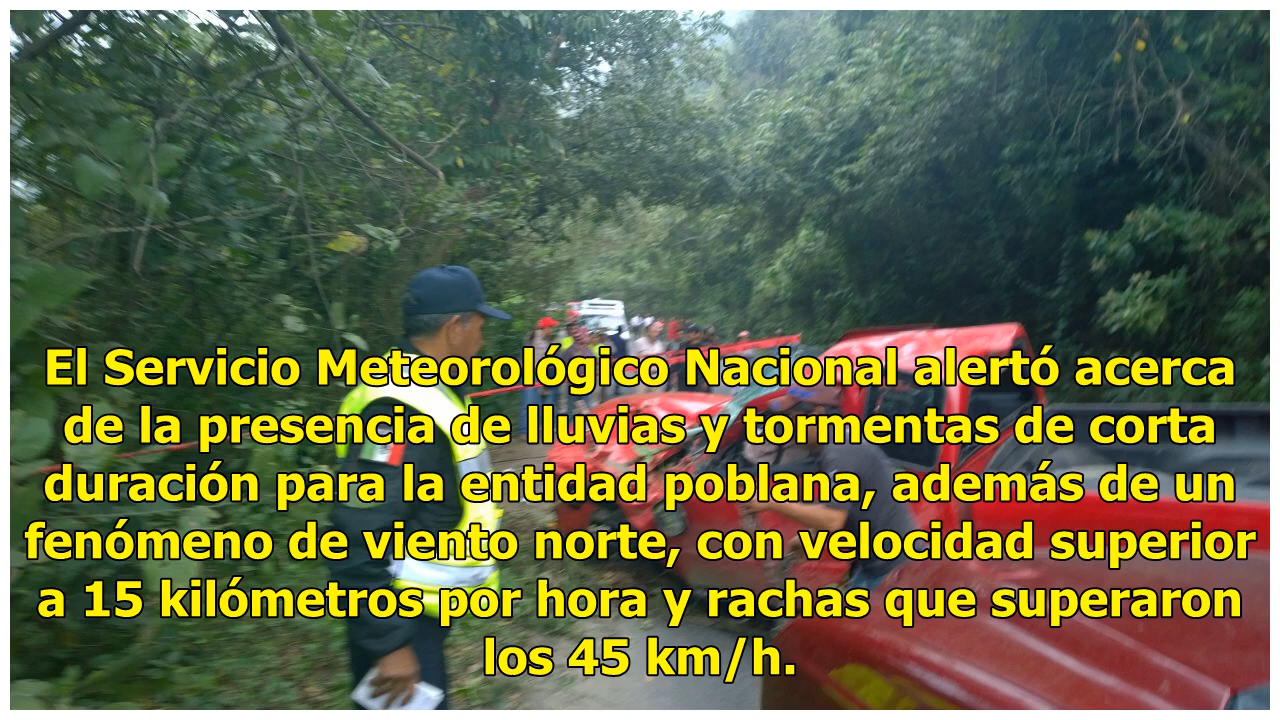 El Servicio Meteorológico Nacional alertó acerca
de la presencia de lluvias y tormentas de corta
duración para la entidad poblana, además de un
fenómeno de viento norte, con velocidad superior
a 15 kilómetros por hora y rachas que superaron
los 45 km/h.